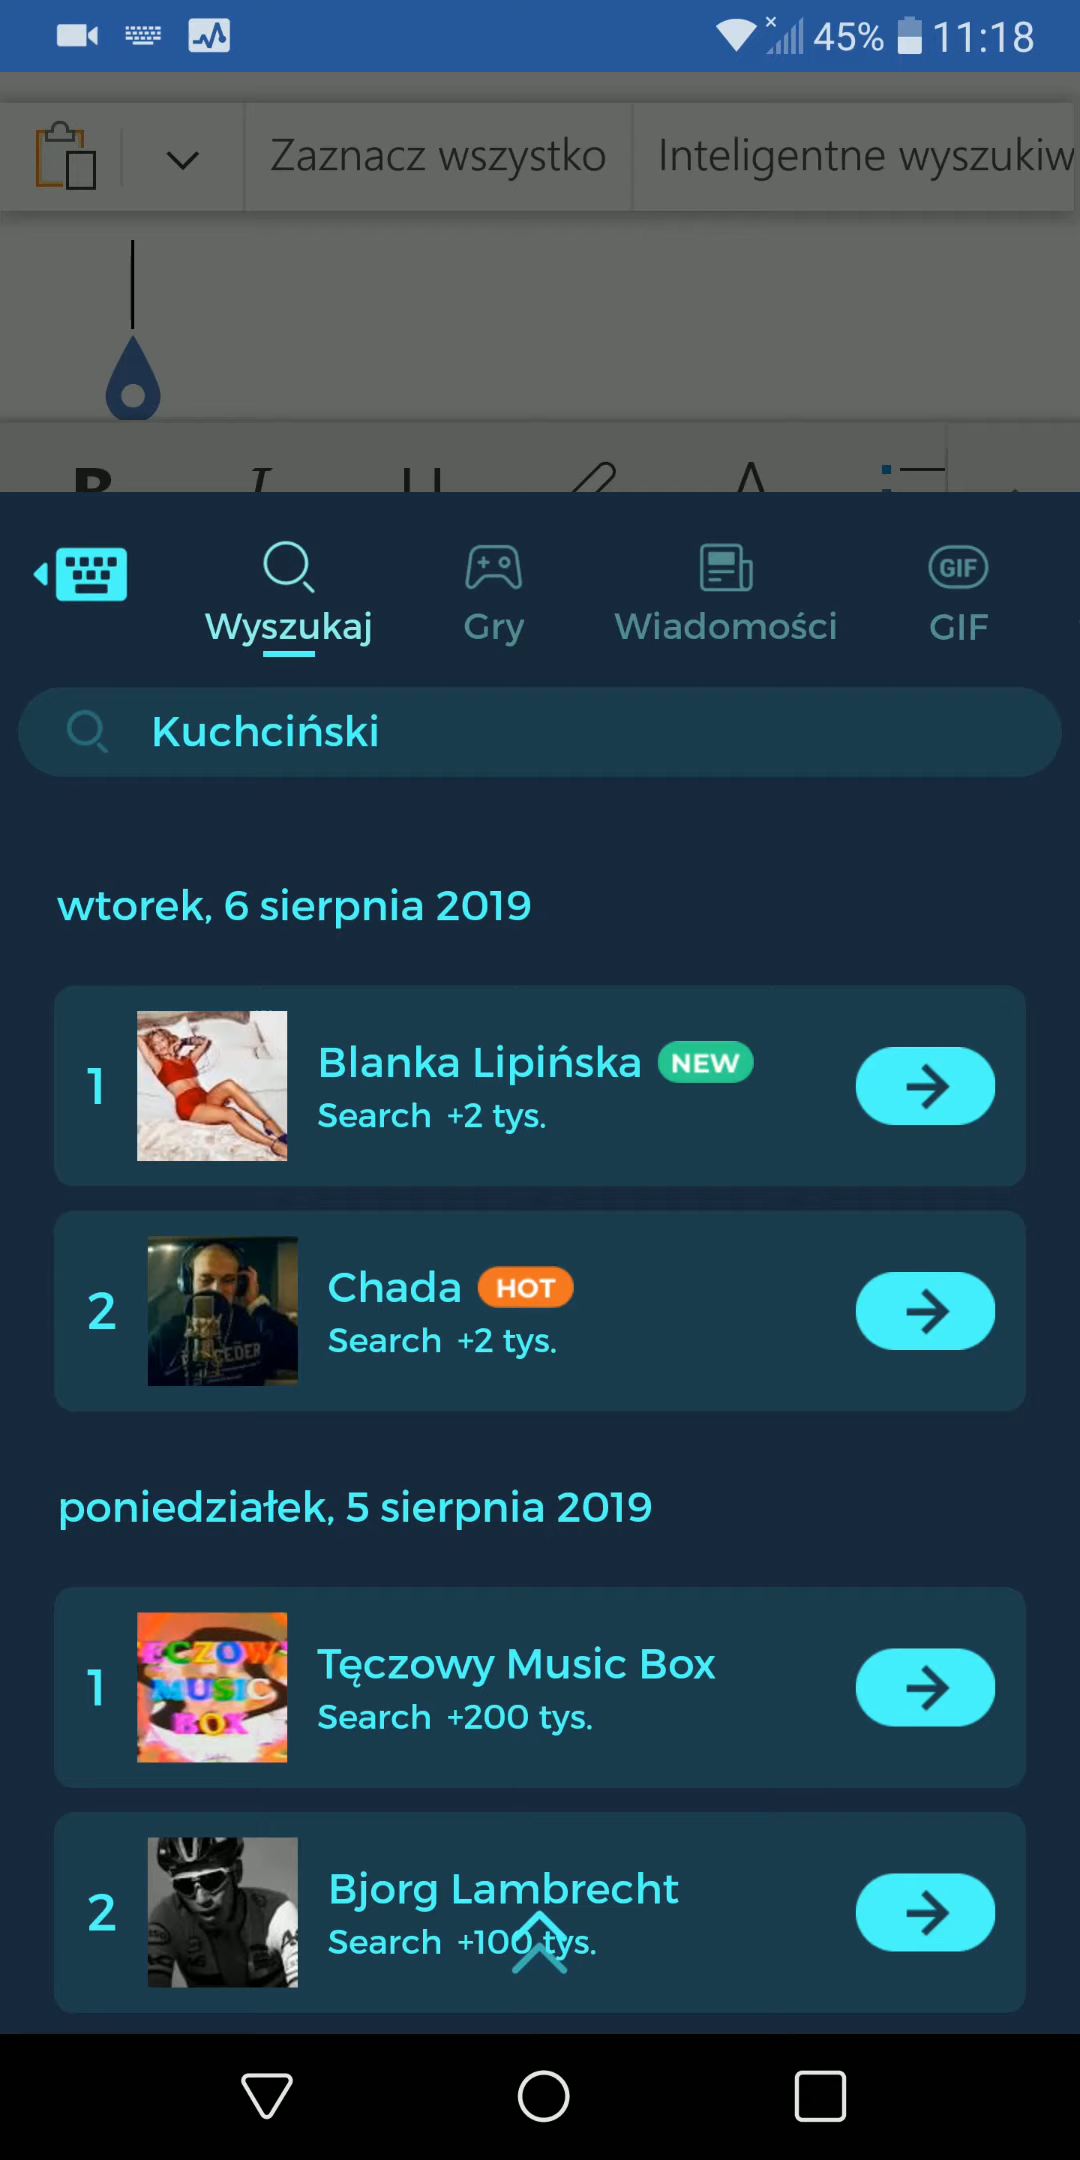 45% 11:18
Zaznacz wszystko Inteligentne wyszukiw
B I U A
Wyszukaj Gry Wiadomości GIF GIF
Kuchciński
wtorek, 6 sierpnia 2019
1 Blanka Lipińska NEW
Search +2 tys.
2 Chada HOT
Search +2 tys.
poniedziałek, 5 sierpnia 2019
1 Tęczowy Music Box
Search +200 tys.
MUSIC
BOX
2 Bjorg Lambrecht
Search +100 tys.